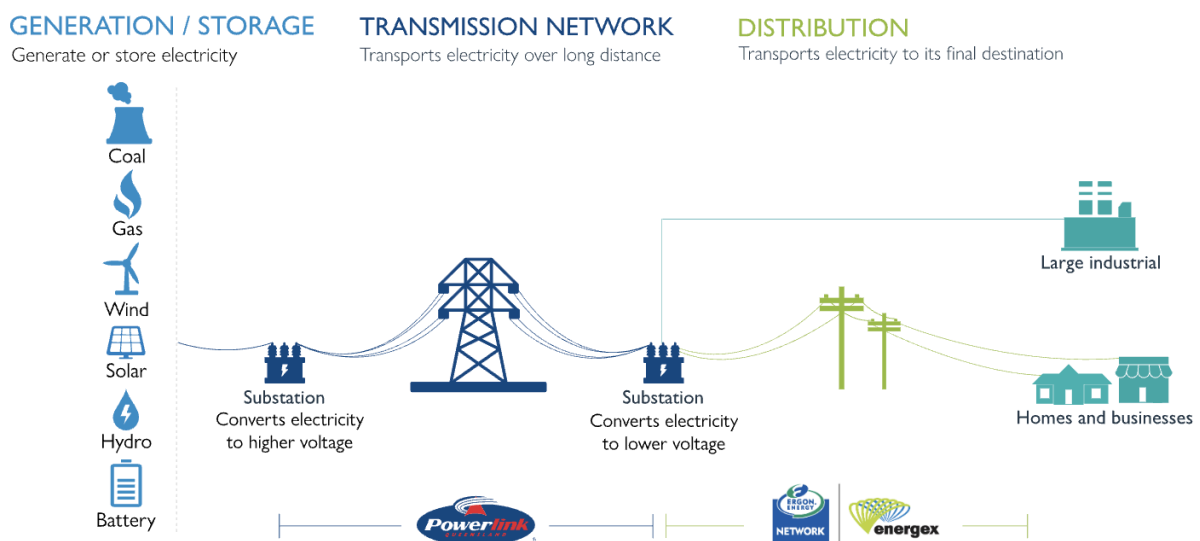 GENERATION / STORAGE
Generate or store electricity
TRANSMISSION NETWORK
Transports electricity over long distance
DISTRIBUTION
Transports electricity to its final destination
Coal
Gas
Wind
Solar
Hydro
Battery
Substation
Converts electricity
to higher voltage
Substation
Converts electricity
to lower voltage
Large industrial
Homes and businesses
Powerlink
QUEENSLAND
ERGON.
ENERGY
NETWORK
energex